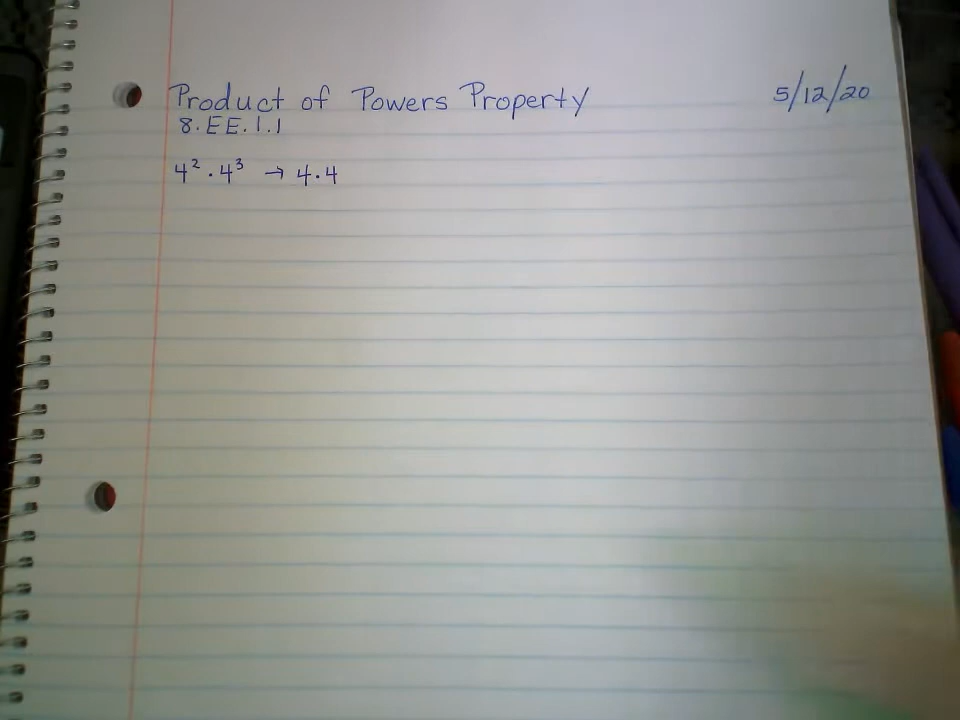 Product of Powers Property 5/12/20
8.EE.1.1
4² · 4³ → 4·4